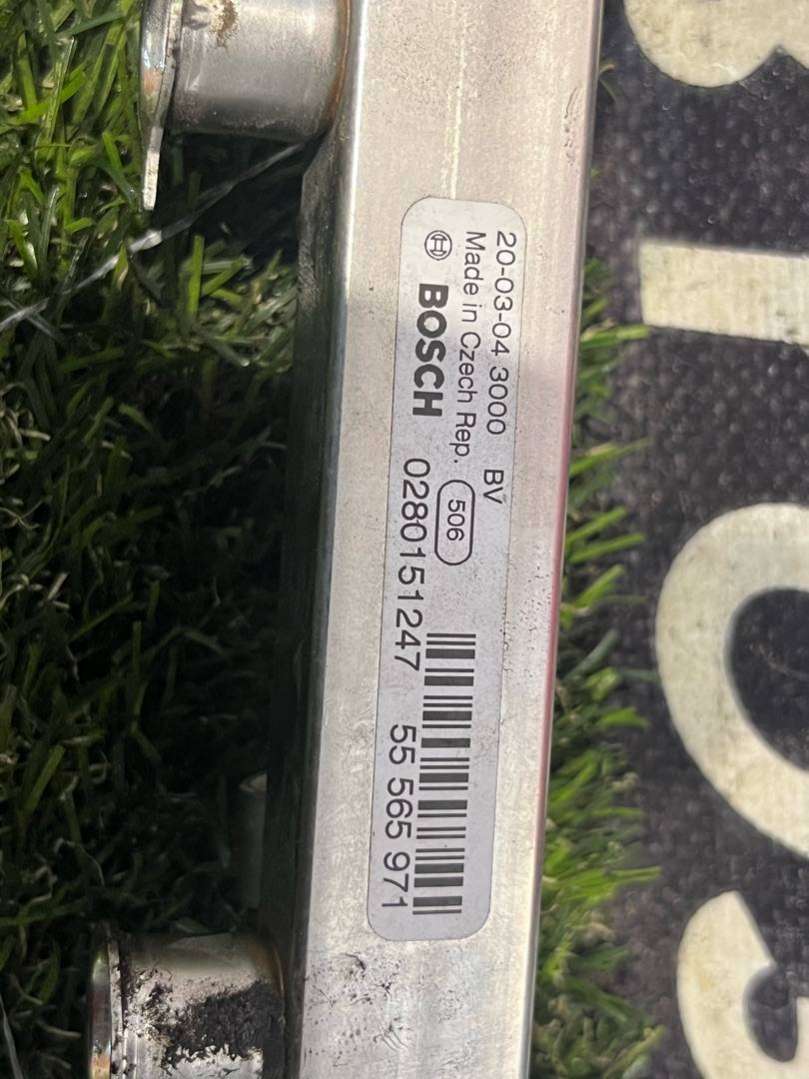 20-03-04 3000 BV
Made in Czech Rep. 506
BOSCH 0280151247 55 565 971